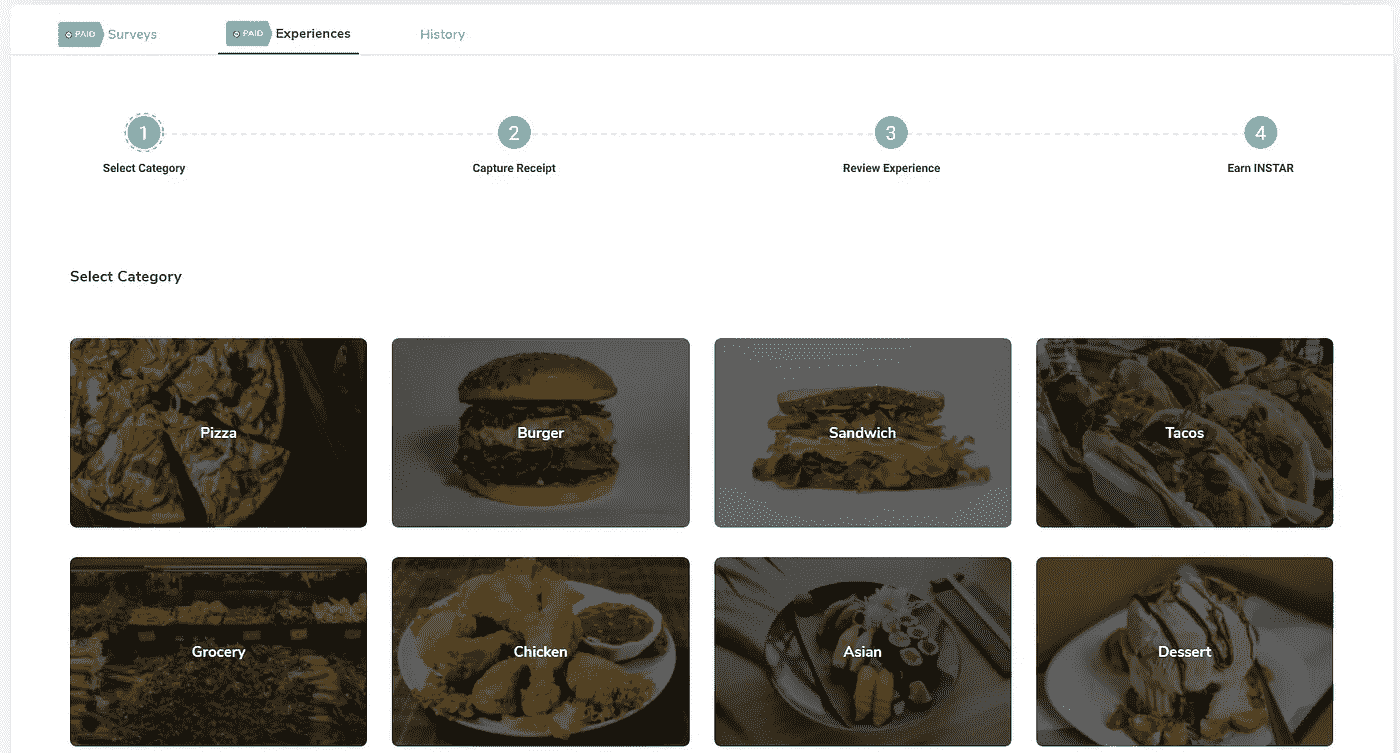 PAID Surveys
PAID Experiences
History
1
2
3
4
Select Category
Capture Receipt
Review Experience
Earn INSTAR
Select Category
Pizza
Burger
Sandwich
Tacos
Grocery
Chicken
Asian
Dessert